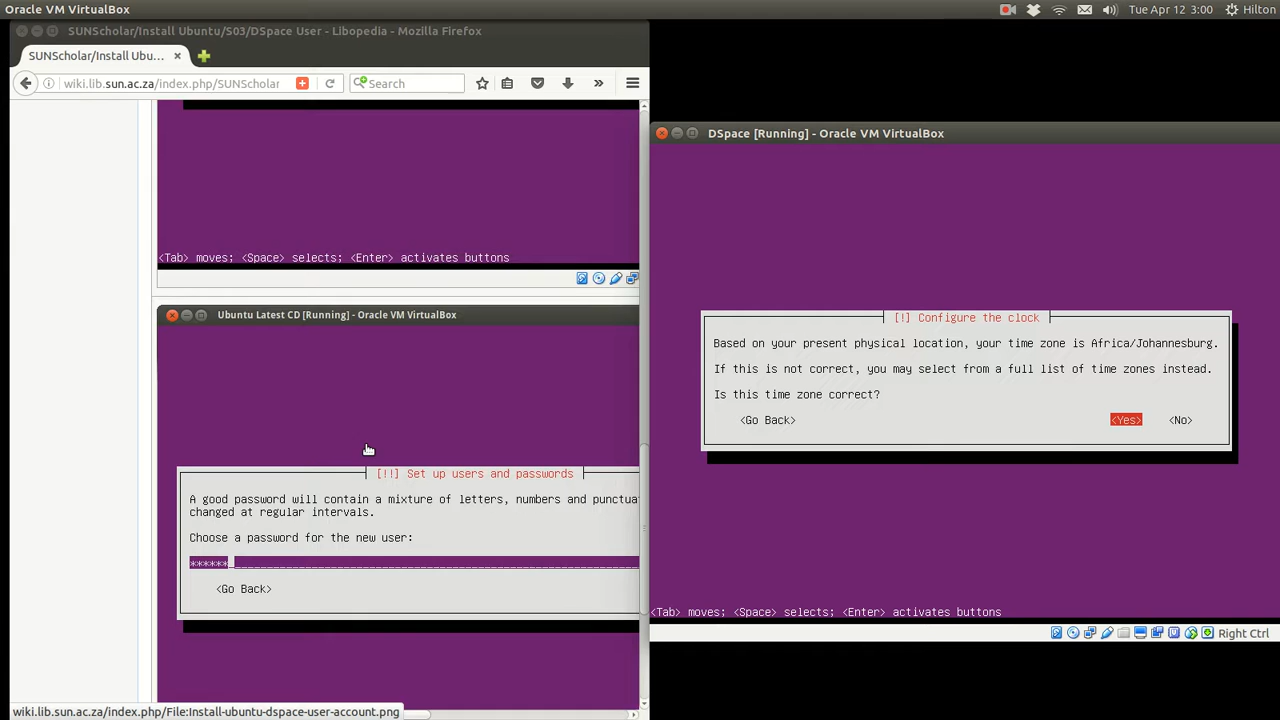 Oracle VM VirtualBox
Tue Apr 12 3:00
Hilton
SUNScholar/Install Ubuntu/S03/DSpace User - Libopedia - Mozilla Firefox
SUNScholar/Install Ubu...
wiki.lib.sun.ac.za/index.php/SUNScholar
Search
<Tab> moves; <Space> selects; <Enter> activates buttons
Ubuntu Latest CD [Running] - Oracle VM VirtualBox
[!!] Set up users and passwords
A good password will contain a mixture of letters, numbers and punctua
changed at regular intervals.
Choose a password for the new user:
******
<Go Back>
wiki.lib.sun.ac.za/index.php/File:Install-ubuntu-dspace-user-account.png
DSpace [Running] - Oracle VM VirtualBox
[!] Configure the clock
Based on your present physical location, your time zone is Africa/Johannesburg.
If this is not correct, you may select from a full list of time zones instead.
Is this time zone correct?
<Go Back> <Yes> <No>
<Tab> moves; <Space> selects; <Enter> activates buttons
Right Ctrl